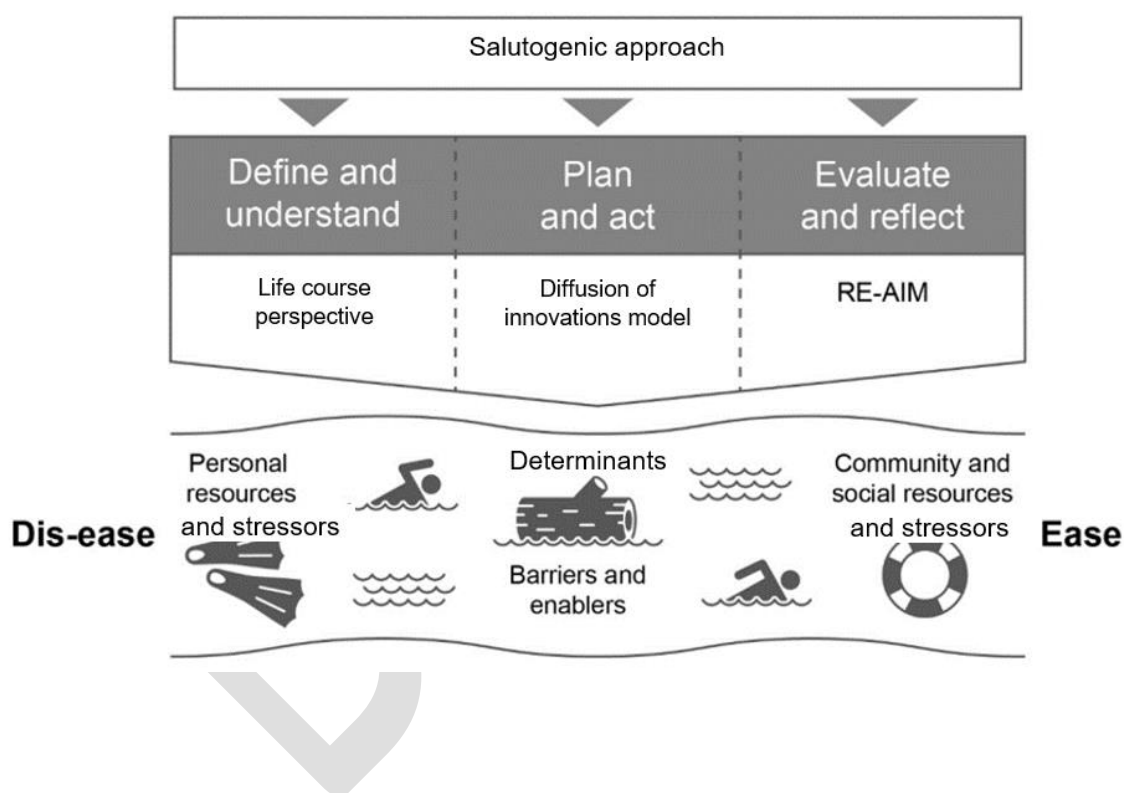 Salutogenic approach
Define and
understand
Plan
and act
Evaluate
and reflect
Life course
perspective
Diffusion of
innovations model
RE-AIM
Dis-ease
Personal
resources
and stressors
Determinants
Barriers and
enablers
Community and
social resources
and stressors
Ease